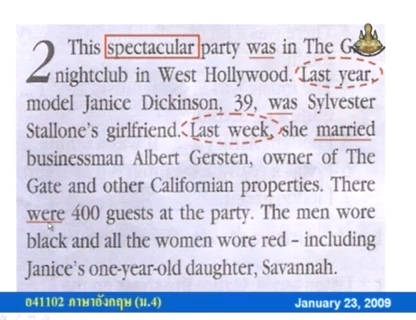 2 This spectacular party was in The
nightclub in West Hollywood. Last year,
model Janice Dickinson, 39, was Sylvester
Stallone's girlfriend. Last week, she married
businessman Albert Gersten, owner of The
Gate and other Californian properties. There
were 400 guests at the party. The men wore
black and all the women wore red – including
Janice's one-year-old daughter, Savannah.
อ41102 ภาษาอังกฤษ (ม.4)
January 23, 2009